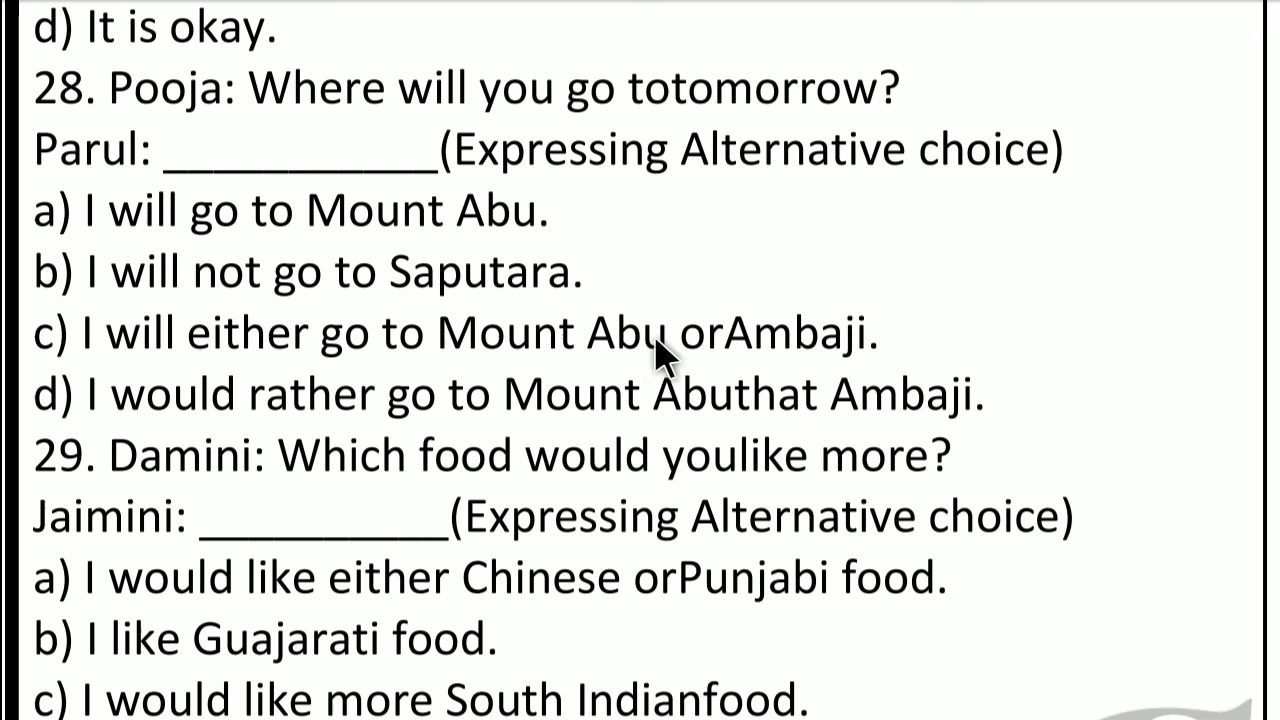 d) It is okay.
28. Pooja: Where will you go totomorrow?
Parul: ___________(Expressing Alternative choice)
a) I will go to Mount Abu.
b) I will not go to Saputara.
c) I will either go to Mount Abu orAmbaji.
d) I would rather go to Mount Abuthat Ambaji.
29. Damini: Which food would youlike more?
Jaimini: __________(Expressing Alternative choice)
a) I would like either Chinese orPunjabi food.
b) I like Guajarati food.
c) I would like more South Indianfood.